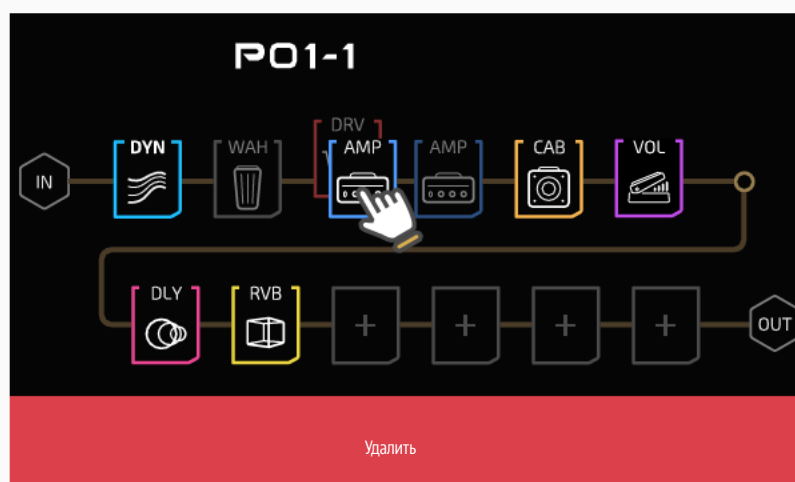 P01-1
DRV
DYN WAH AMP AMP CAB VOL
IN
DLY RVB
OUT
Удалить